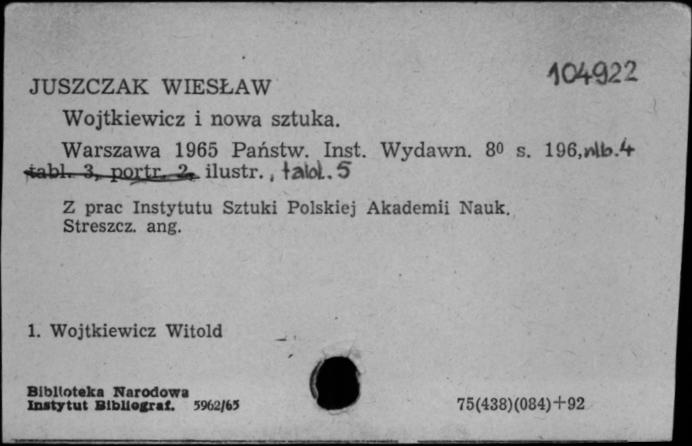 104922
JUSZCZAK WIESŁAW
Wojtkiewicz i nowa sztuka.
Warszawa 1965 Państw. Inst. Wydawn. 8⁰ s. 196, nlb. 4
tabl. 3, portr. 2, ilustr., tabl. 5
Z prac Instytutu Sztuki Polskiej Akademii Nauk.
Streszcz. ang.
1. Wojtkiewicz Witold
Biblioteka Narodowa
Instytut Bibliograf. 5962/65
75(438)(084)+92